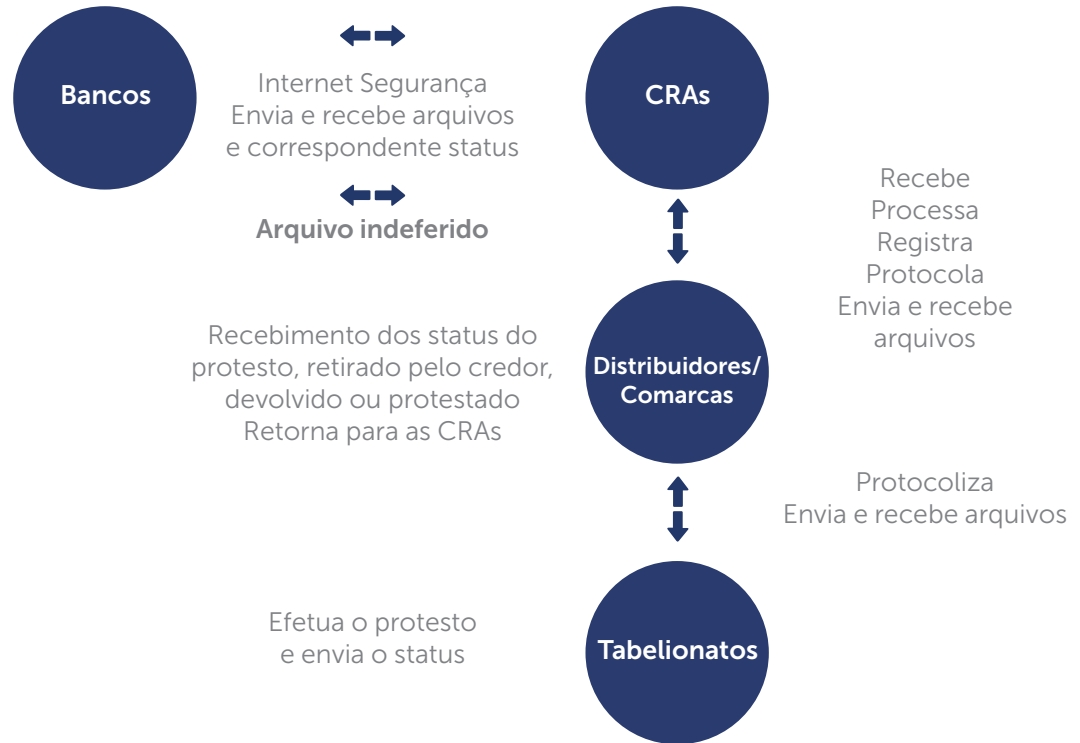 Bancos
Internet Segurança
Envia e recebe arquivos
e correspondente status
Arquivo indeferido
CRAs
Recebe
Processa
Registra
Protocola
Envia e recebe
arquivos
Recebimento dos status do
protesto, retirado pelo credor,
devolvido ou protestado
Retorna para as CRAs
Distribuidores/
Comarcas
Protocoliza
Envia e recebe arquivos
Efetua o protesto
e envia o status
Tabelionatos